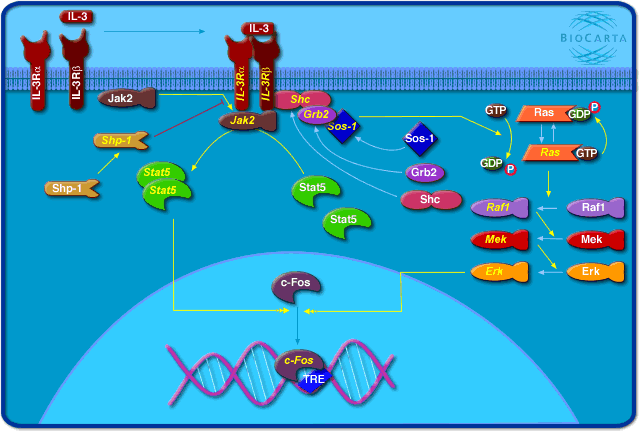 IL-3
IL-3
BIOCARTA
IL-3Rα
IL-3Rβ
IL-3Rα
IL-3Rβ
Jak2
Shc
Grb2
Sos-1
Jak2
Shp-1
Shp-1
Stat5
Stat5
Stat5
Stat5
Sos-1
Grb2
Shc
GTP
GDP
P
Ras
GDP
P
Ras
GTP
Raf1
Raf1
Mek
Mek
Erk
Erk
c-Fos
c-Fos
TRE